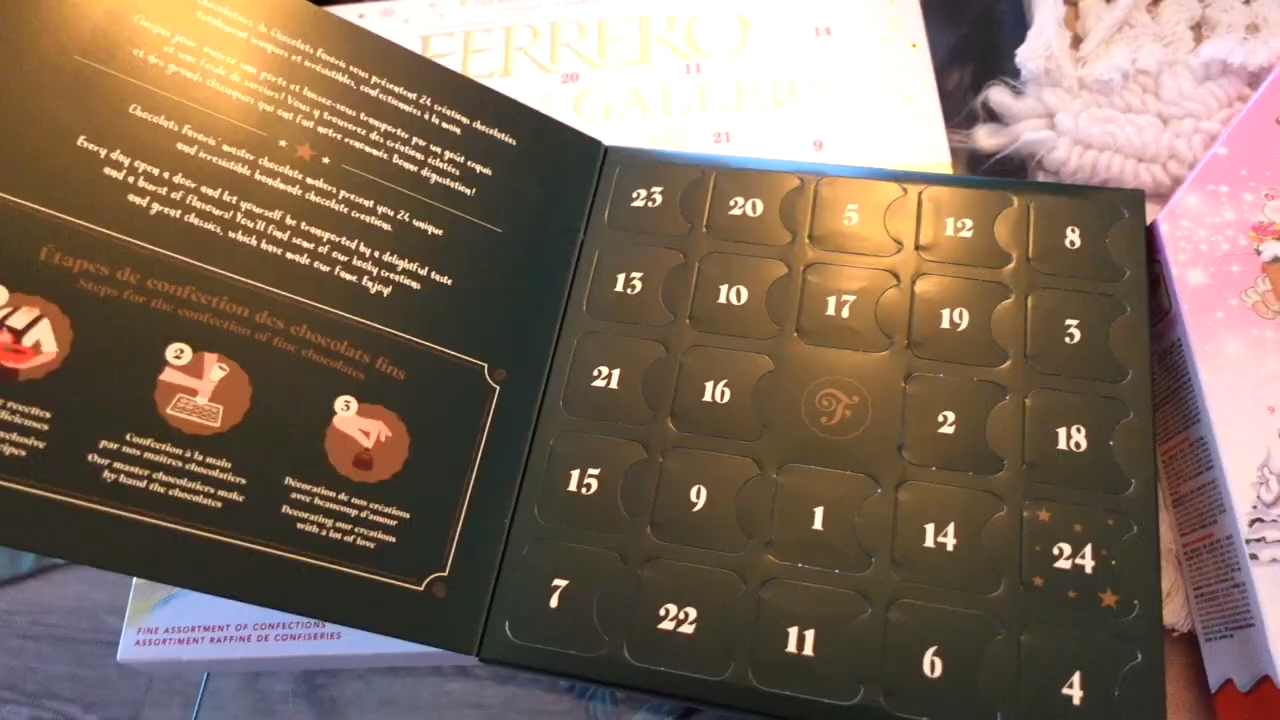 Chocolatiers de Chocolats Favoris vous présentent 24 créations chocolatées
totalement uniques et irrésistibles, confectionnées à la main.
Chaque jour, ouvrez une porte et laissez-vous transporter par un goût exquis
et une foule de saveurs! Vous y trouverez des créations éclatées
et des grands classiques qui ont fait notre renommée. Bonne dégustation!
Chocolats Favoris' master chocolate makers present you 24 unique
and irresistible handmade chocolate creations.
Every day open a door and let yourself be transported by a delightful taste
and a burst of flavours! You'll find some of our kooky creations
and great classics, which have made our fame. Enjoy!
Étapes de confection des chocolats fins
Steps for the confection of fine chocolates
recettes
xclusive
2
Confection à la main
par nos maîtres chocolatiers
Our master chocolatiers make
by hand the chocolates
3
Décoration de nos créations
avec beaucoup d'amour
Decorating our creations
with a lot of love
FERRERO
14
20
11
GALLE
21
9
23 20 5 12 8
13 10 17 19 3
21 16 2 18
15 9 1 14 24
7 22 11 6 4
FINE ASSORTMENT OF CONFECTIONS
ASSORTIMENT RAFFINÉ DE CONFISERIES
9